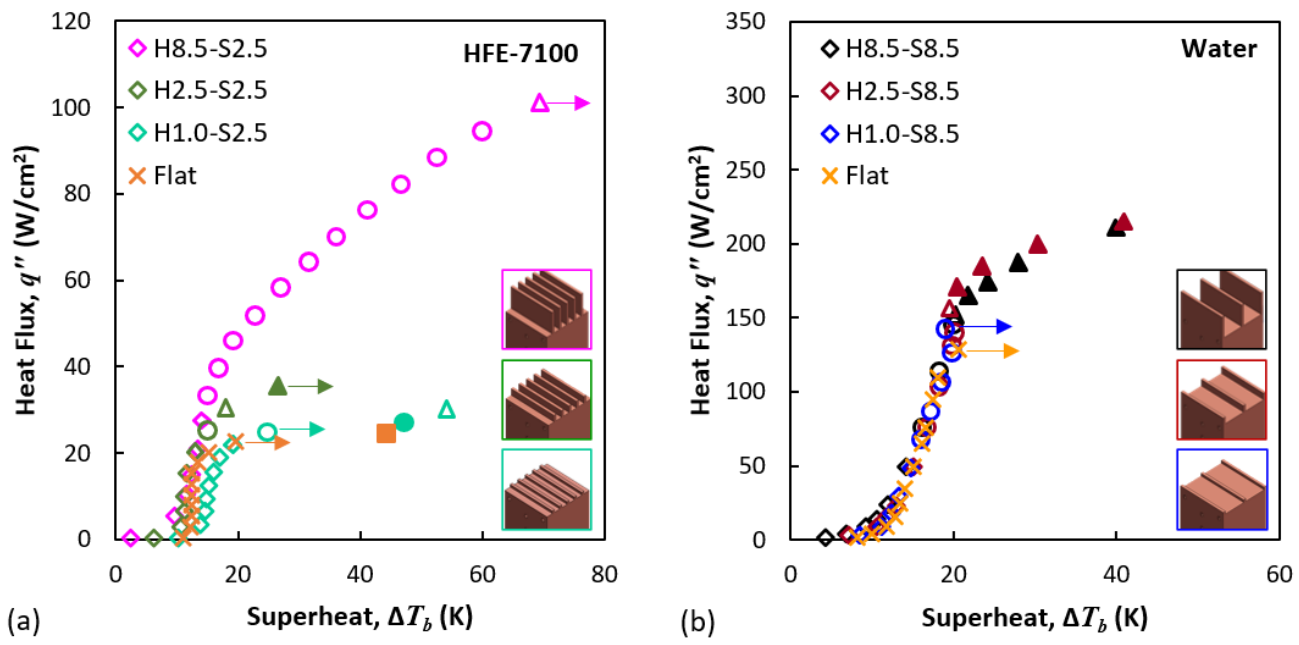 120
100
80
60
40
20
0
Heat Flux, q″ (W/cm²)
H8.5-S2.5
H2.5-S2.5
H1.0-S2.5
Flat
HFE-7100
0 20 40 60 80
Superheat, ΔT_b (K)
(a)
350
300
250
200
150
100
50
0
Heat Flux, q″ (W/cm²)
H8.5-S8.5
H2.5-S8.5
H1.0-S8.5
Flat
Water
0 20 40 60
Superheat, ΔT_b (K)
(b)